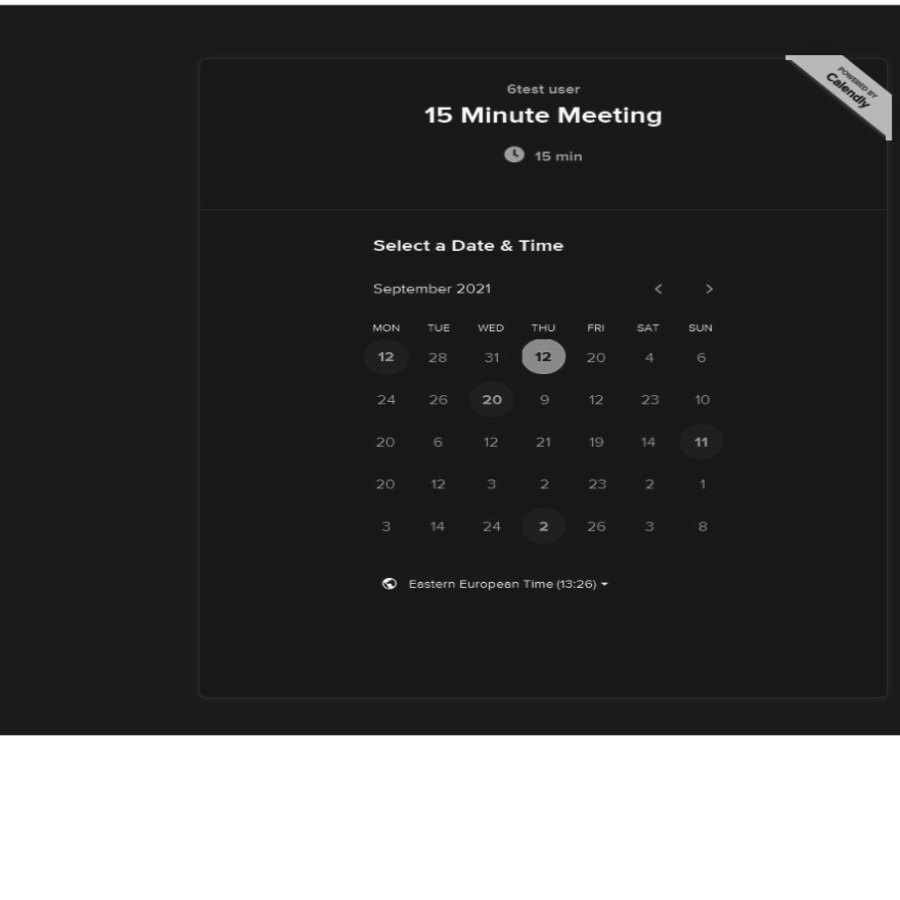 POWERED BY
Calendly
6test user
15 Minute Meeting
15 min
Select a Date & Time
September 2021
MON TUE WED THU FRI SAT SUN
12 28 31 12 20 4 6
24 26 20 9 12 23 10
20 6 12 21 19 14 11
20 12 3 2 23 2 1
3 14 24 2 26 3 8
Eastern European Time (13:26)